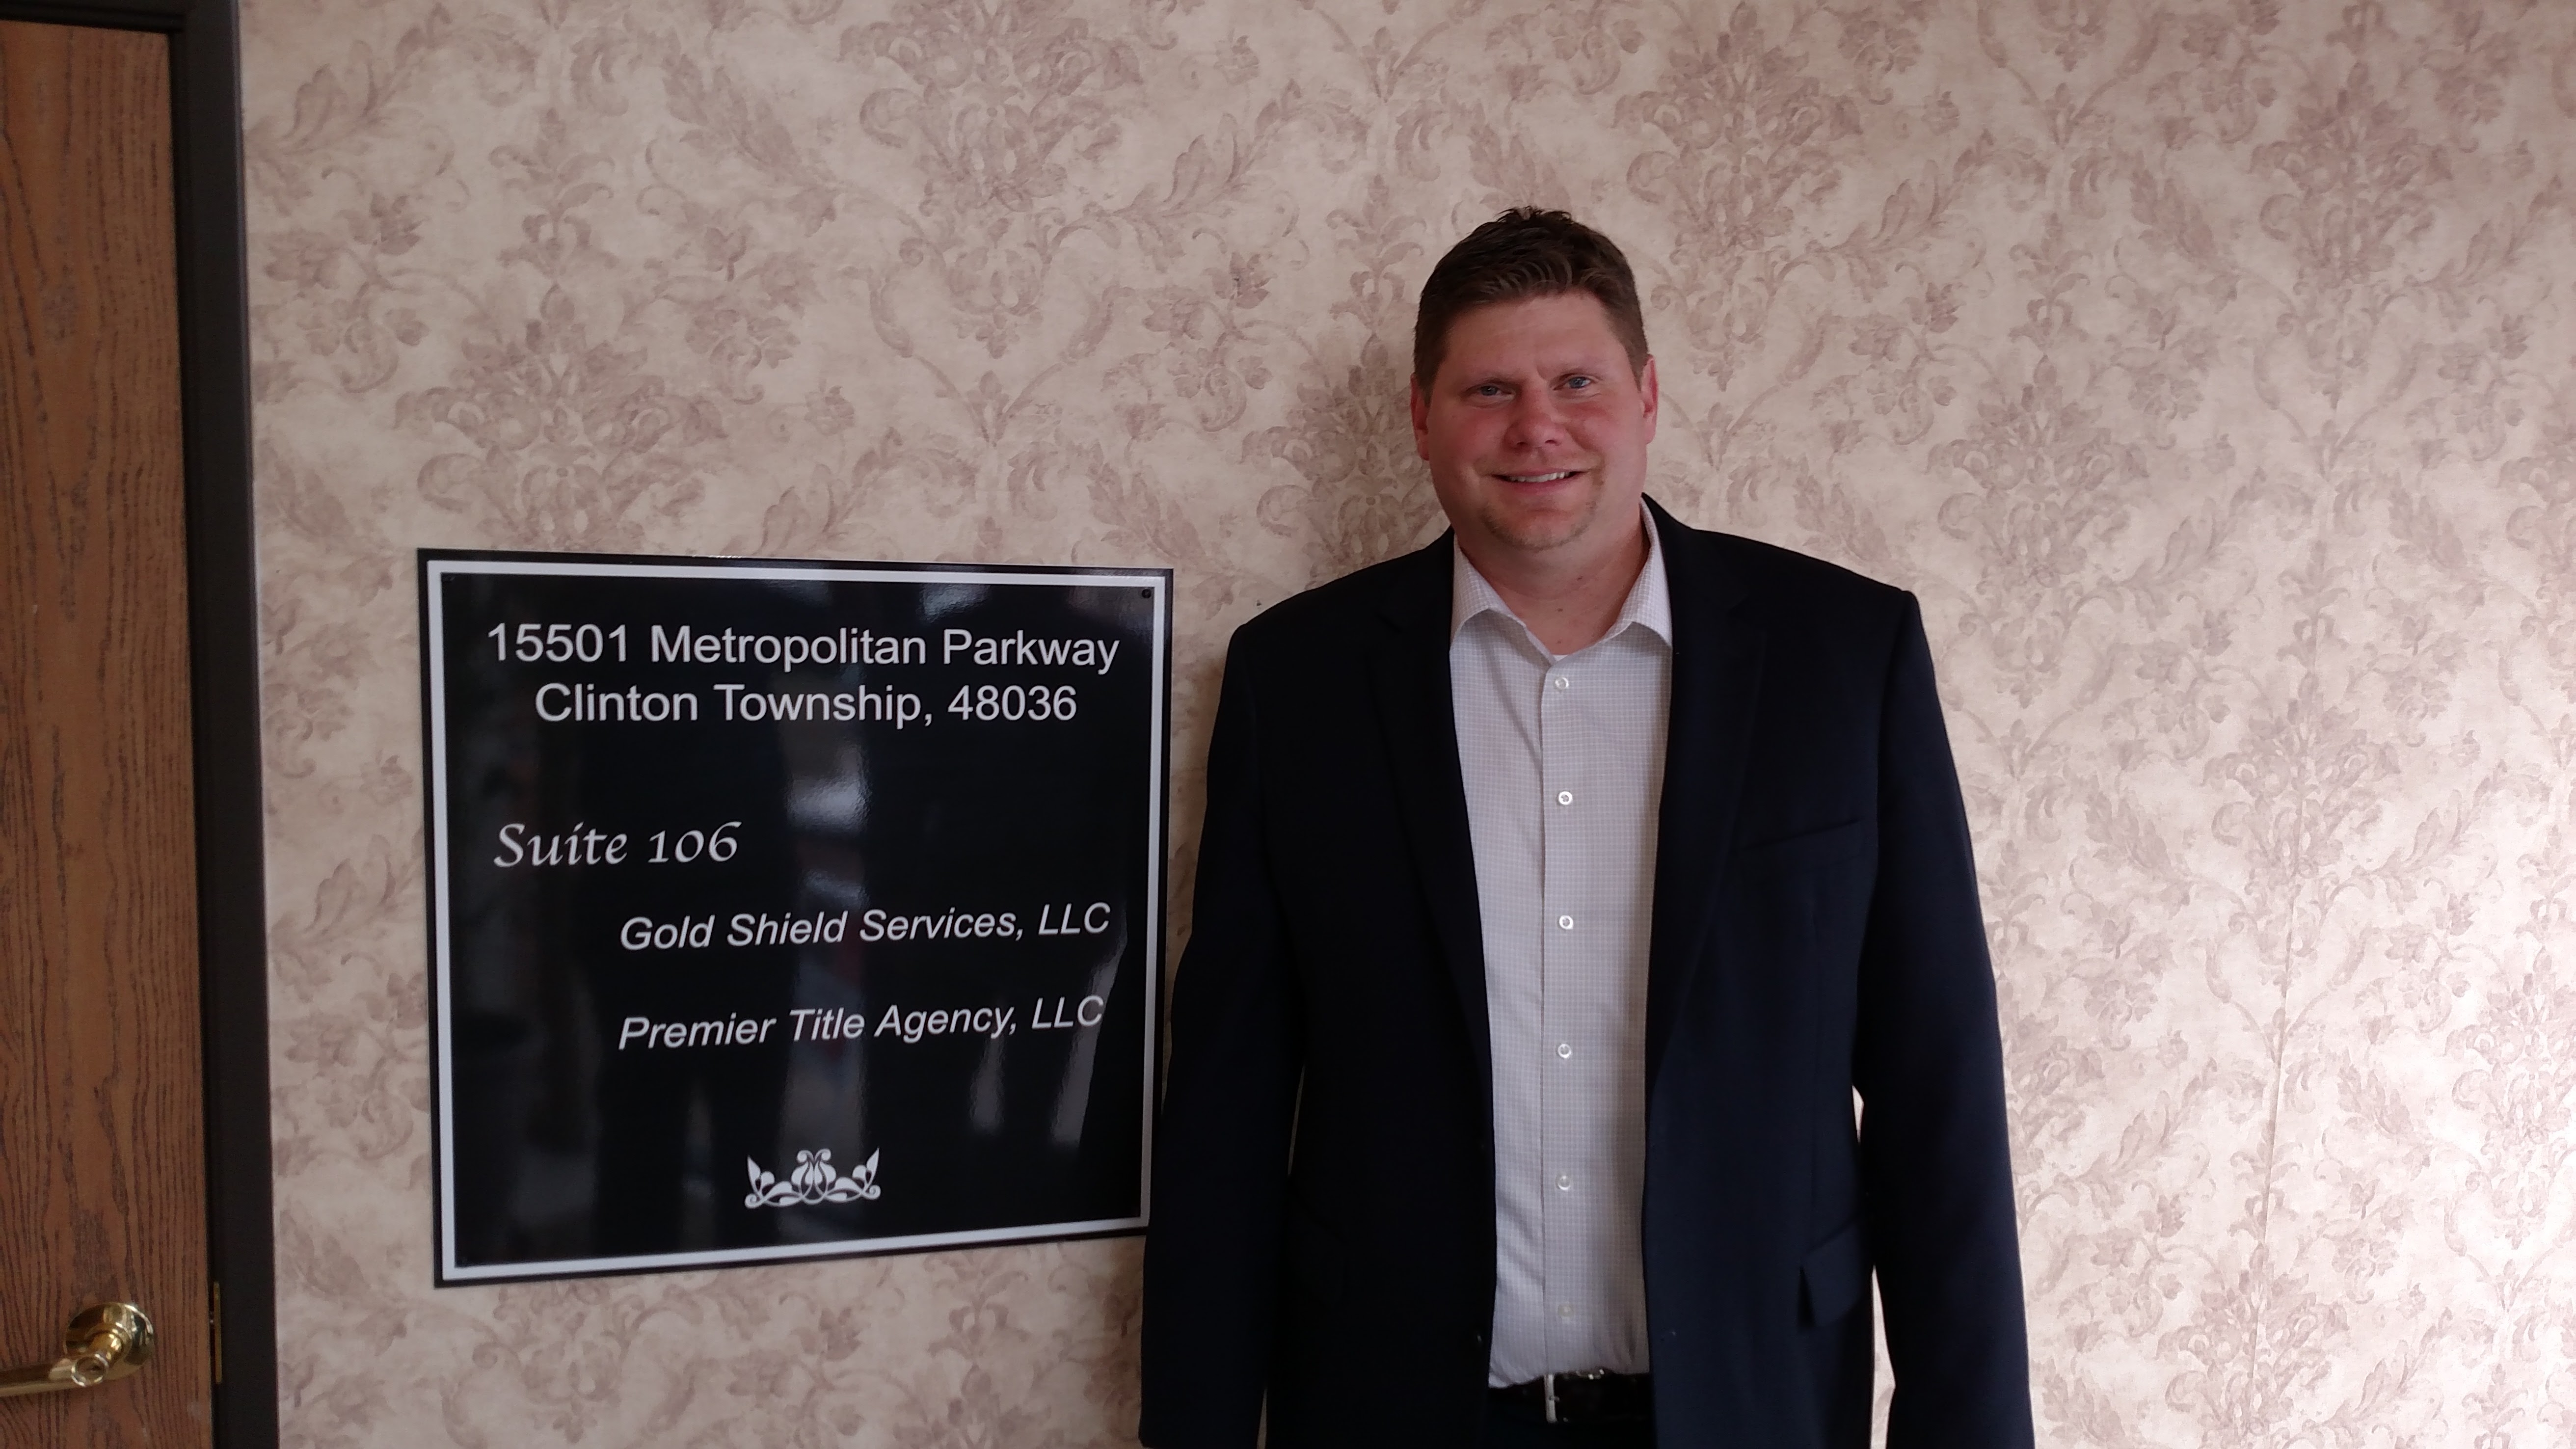 15501 Metropolitan Parkway
Clinton Township, 48036
Suite 106
Gold Shield Services, LLC
Premier Title Agency, LLC